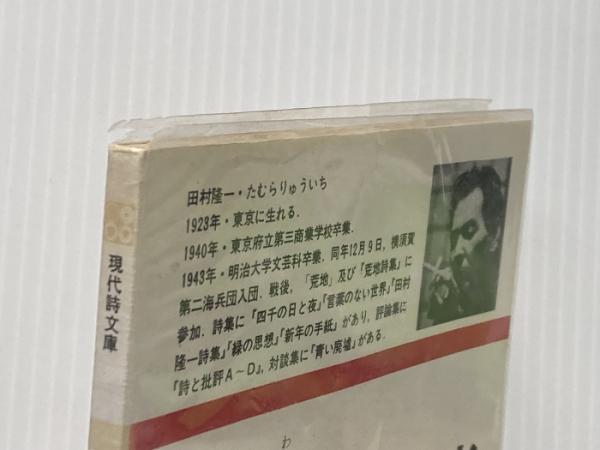 田村隆一・たむらりゅういち
1923年・東京に生れる.
1940年・東京府立第三商業学校卒業.
1943年・明治大学文芸科卒業. 同年12月9日, 横須賀
第二海兵団入団. 戦後, 「荒地」及び『荒地詩集』に
参加. 詩集に『四千の日と夜』『言葉のない世界』『田村
隆一詩集』『緑の思想』『新年の手紙』があり, 評論集に
『詩と批評A～D』, 対談集に『青い廃墟』がある.
現代詩文庫
わ